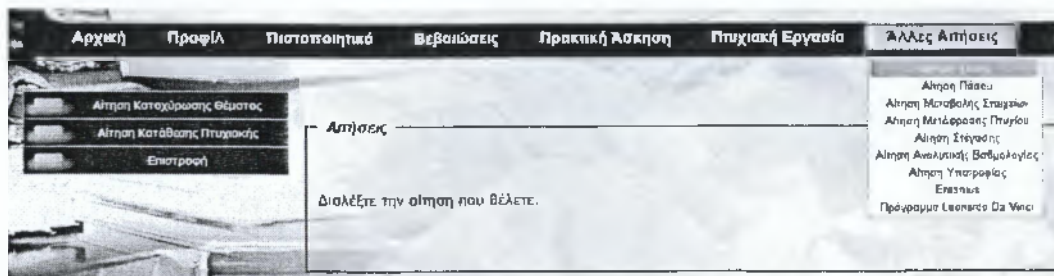 Αρχική Προφίλ Πιστοποιητικά Βεβαιώσεις Πρακτική Άσκηση Πτυχιακή Εργασία Άλλες Αιτήσεις
Αίτηση Κατοχύρωσης Θέματος
Αίτηση Κατάθεσης Πτυχιακής
Επιστροφή
Αιτήσεις
Διαλέξτε την αίτηση που θέλετε.
Αίτηση Πάσου
Αίτηση Μεταβολής Στοιχείων
Αίτηση Μετάφρασης Πτυχίου
Αίτηση Στέγασης
Αίτηση Αναλυτικής Βαθμολογίας
Αίτηση Υποτροφίας
Erasmus
Πρόγραμμα Leonardo Da Vinci